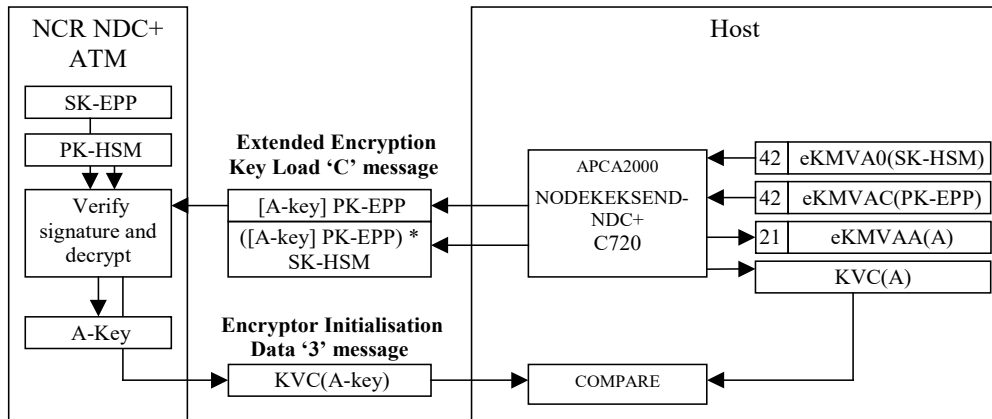 NCR NDC+
ATM
SK-EPP
PK-HSM
Verify
signature and
decrypt
A-Key
Extended Encryption
Key Load ‘C’ message
[A-key] PK-EPP
([A-key] PK-EPP) *
SK-HSM
Encryptor Initialisation
Data ‘3’ message
KVC(A-key)
Host
APCA2000
NODEKEKSEND-
NDC+
C720
42 eKMVA0(SK-HSM)
42 eKMVAC(PK-EPP)
21 eKMVAA(A)
KVC(A)
COMPARE